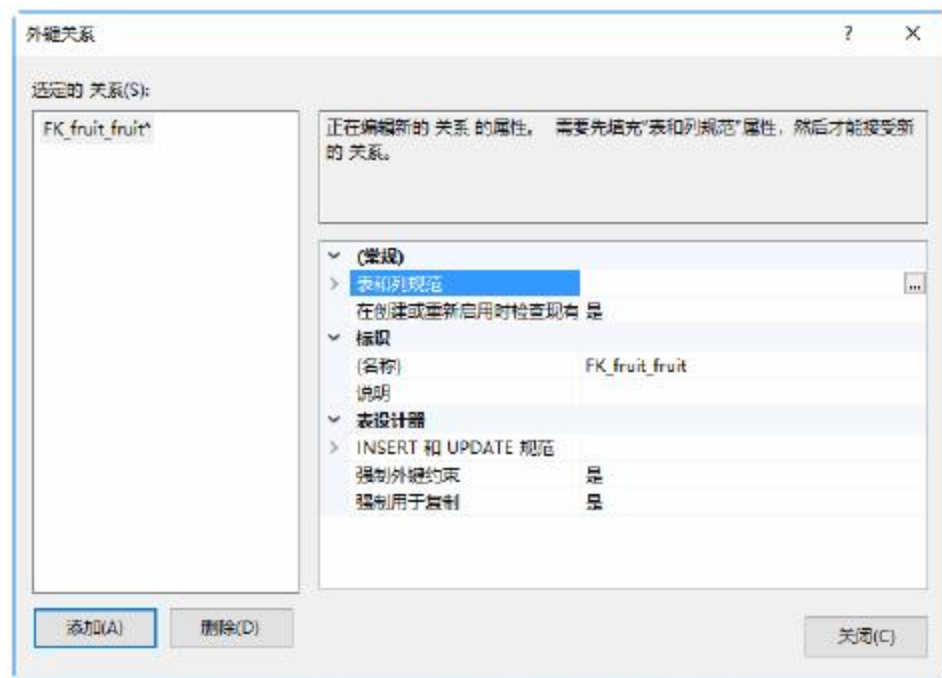 外键关系
选定的 关系(S):
FK_fruit_fruit*
正在编辑新的 关系 的属性。 需要先填充“表和列规范”属性，然后才能接受新
的 关系。
(常规)
表和列规范
在创建或重新启用时检查现有 是
标识
(名称) FK_fruit_fruit
说明
表设计器
INSERT 和 UPDATE 规范
强制外键约束 是
强制用于复制 是
添加(A) 删除(D)
关闭(C)